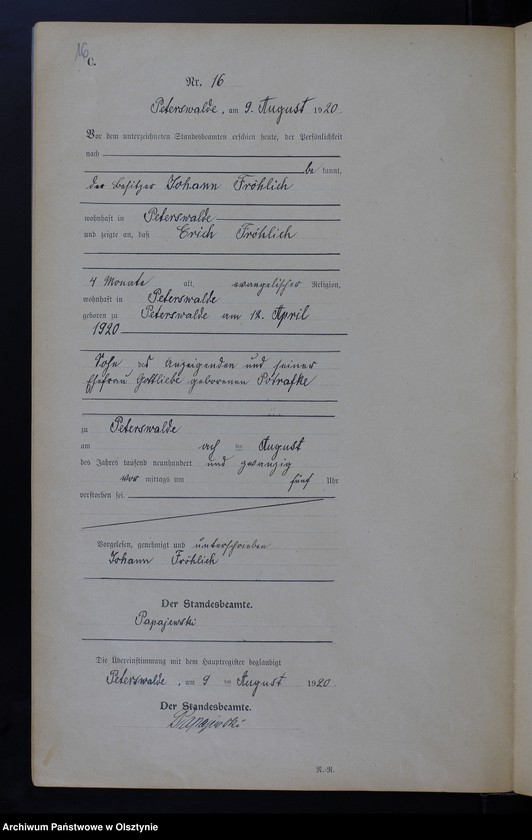 16
C.
Nr. 16
Peterswalde, am 9. August 1920.
Vor dem unterzeichneten Standesbeamten erschien heute, der Persönlichkeit
nach
be kannt,
der Besitzer Johann Fröhlich
wohnhaft in Peterswalde
und zeigte an, daß Erich Fröhlich
4 Monate alt, evangelischer Religion,
wohnhaft in Peterswalde
geboren zu Peterswalde am 12. April
1920
Sohn des Anzeigenden und seiner
Ehefrau Gottliebe geborenen Potrafke
zu Peterswalde
am acht ten August
des Jahres tausend neunhundert und zwanzig
vor mittags um fünf Uhr
verstorben sei.
Vorgelesen, genehmigt und unterschrieben
Johann Fröhlich
Der Standesbeamte.
Papajewski
Die Übereinstimmung mit dem Hauptregister beglaubigt
Peterswalde, am 9 ten August 1920.
Der Standesbeamte.
Papajewski
R.-R.
Archiwum Państwowe w Olsztynie